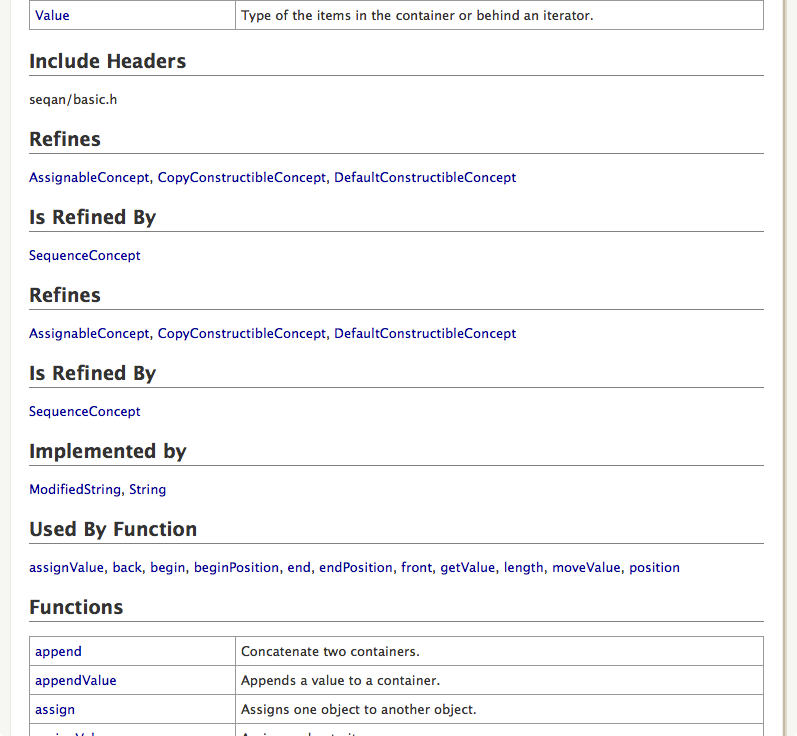 Value Type of the items in the container or behind an iterator.
Include Headers
seqan/basic.h
Refines
AssignableConcept, CopyConstructibleConcept, DefaultConstructibleConcept
Is Refined By
SequenceConcept
Refines
AssignableConcept, CopyConstructibleConcept, DefaultConstructibleConcept
Is Refined By
SequenceConcept
Implemented by
ModifiedString, String
Used By Function
assignValue, back, begin, beginPosition, end, endPosition, front, getValue, length, moveValue, position
Functions
append Concatenate two containers.
appendValue Appends a value to a container.
assign Assigns one object to another object.